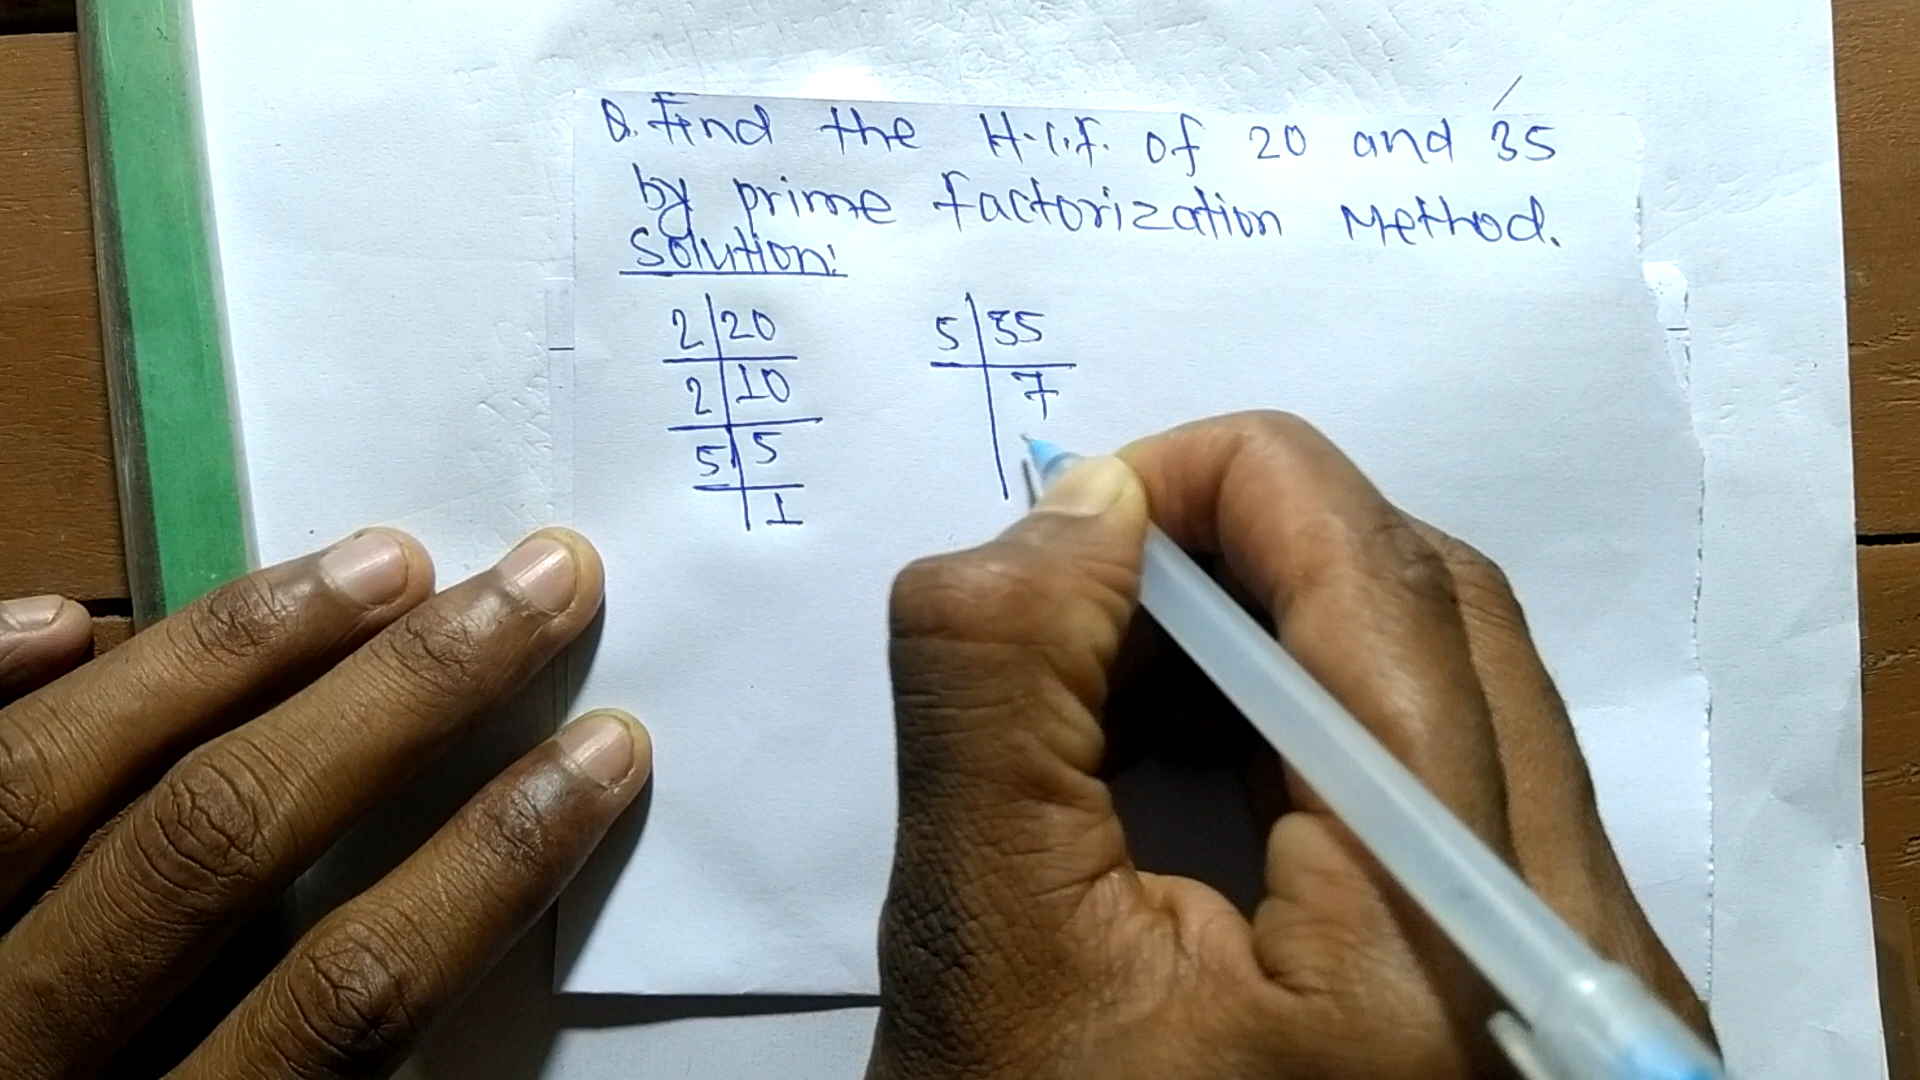 Q. Find the H.C.F. of 20 and 35
by prime factorization Method.
Solution:
2 20
2 10
5 5
1
5 35
7